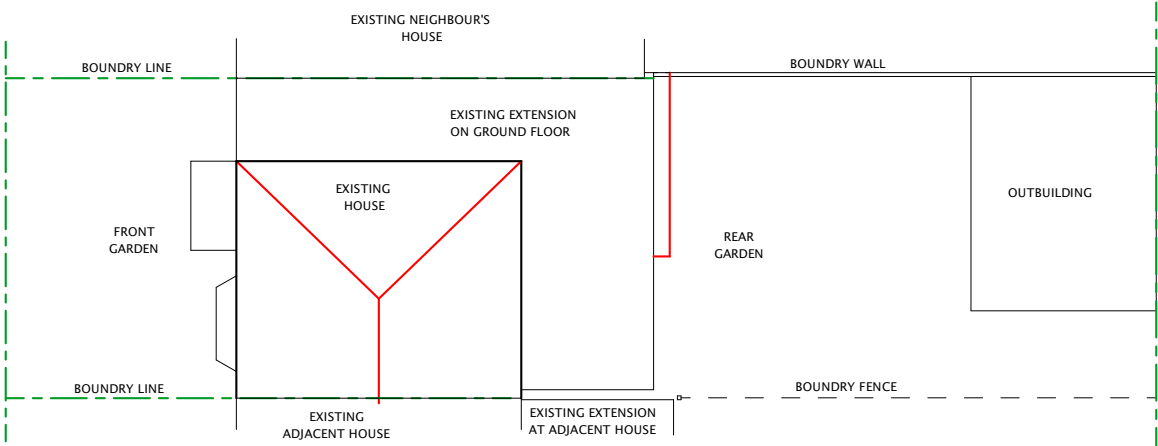 EXISTING NEIGHBOUR'S
HOUSE
BOUNDRY LINE
BOUNDRY WALL
EXISTING EXTENSION
ON GROUND FLOOR
EXISTING
HOUSE
OUTBUILDING
FRONT
GARDEN
REAR
GARDEN
BOUNDRY LINE
BOUNDRY FENCE
EXISTING
ADJACENT HOUSE
EXISTING EXTENSION
AT ADJACENT HOUSE